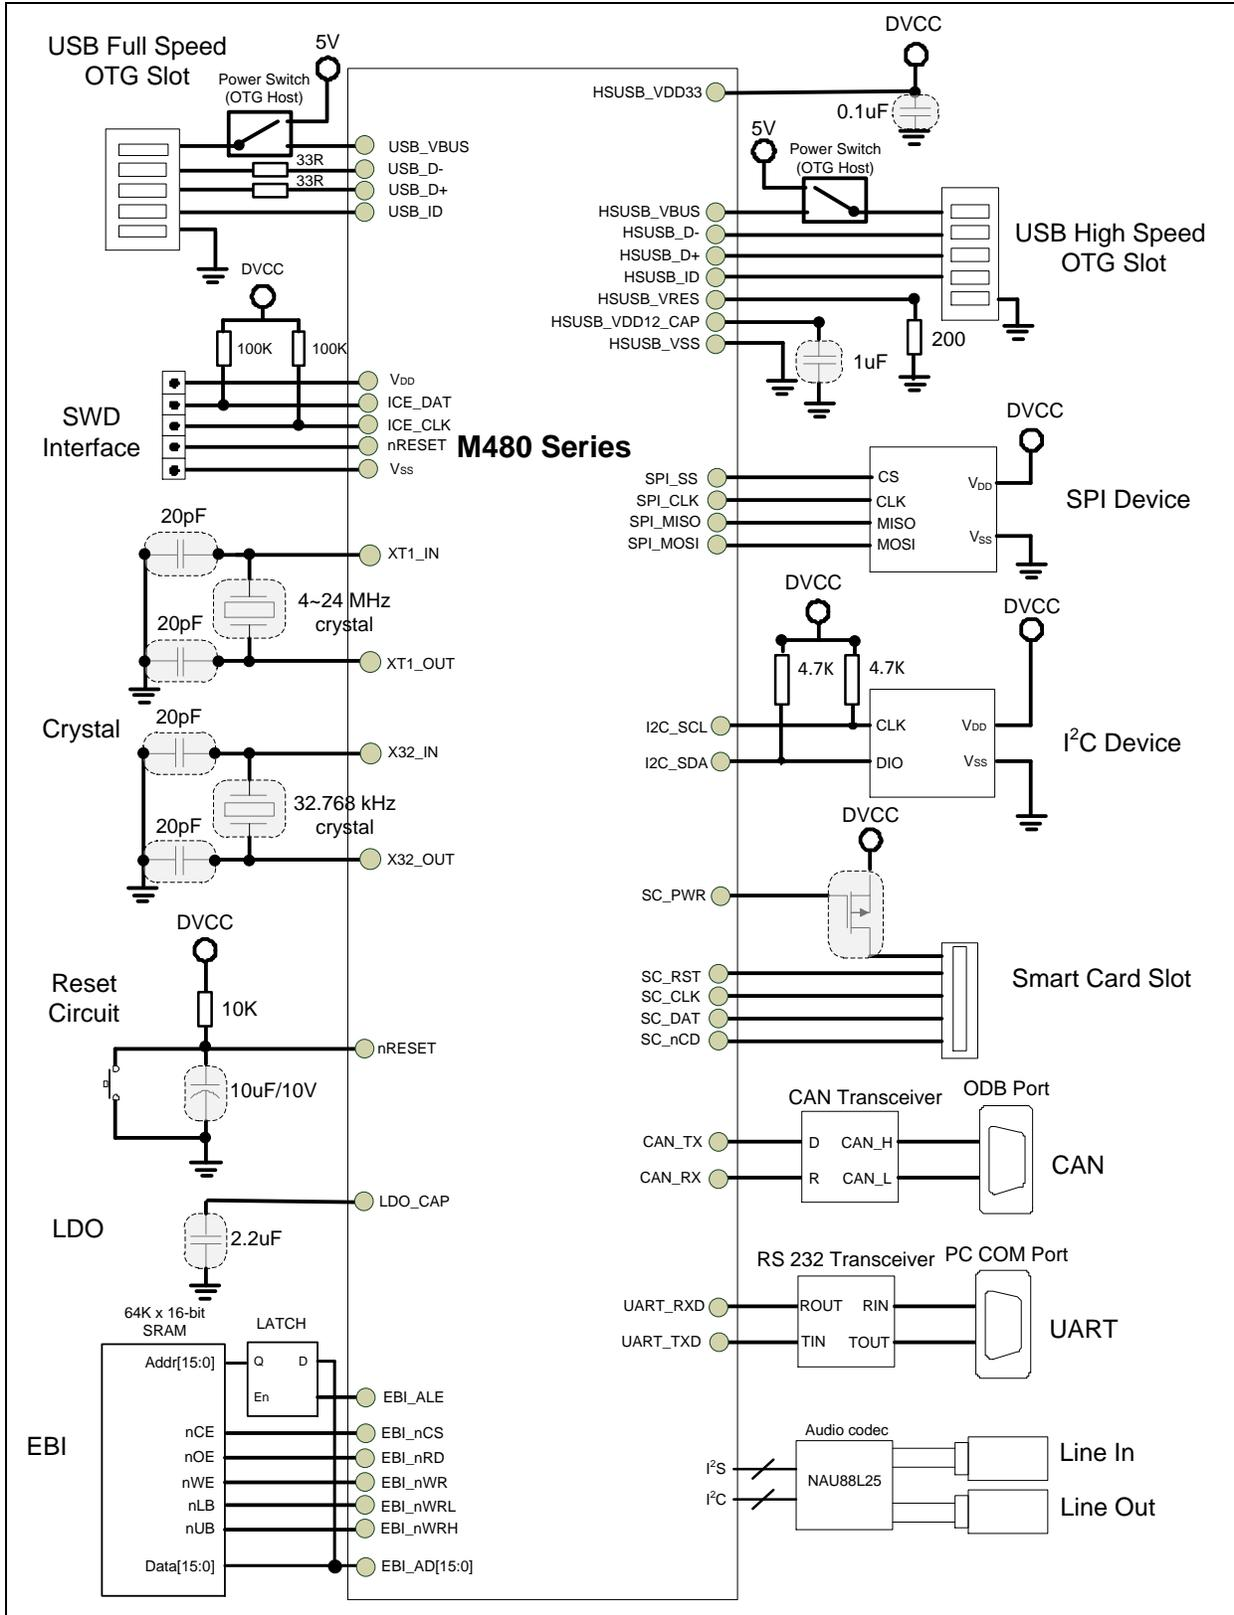 USB Full Speed
OTG Slot
5V
Power Switch
(OTG Host)
33R
33R
USB_VBUS
USB_D-
USB_D+
USB_ID
DVCC
100K
100K
SWD
Interface
VDD
ICE_DAT
ICE_CLK
nRESET
VSS
M480 Series
20pF
XT1_IN
4~24 MHz
crystal
20pF
XT1_OUT
Crystal
20pF
X32_IN
32.768 kHz
crystal
20pF
X32_OUT
DVCC
Reset
Circuit
10K
nRESET
10uF/10V
LDO
LDO_CAP
2.2uF
64K x 16-bit
SRAM
LATCH
Addr[15:0]
Q
D
En
EBI_ALE
EBI
nCE
EBI_nCS
nOE
EBI_nRD
nWE
EBI_nWR
nLB
EBI_nWRL
nUB
EBI_nWRH
Data[15:0]
EBI_AD[15:0]
DVCC
HSUSB_VDD33
0.1uF
5V
Power Switch
(OTG Host)
HSUSB_VBUS
HSUSB_D-
HSUSB_D+
HSUSB_ID
HSUSB_VRES
HSUSB_VDD12_CAP
HSUSB_VSS
USB High Speed
OTG Slot
200
1uF
DVCC
SPI_SS
SPI_CLK
SPI_MISO
SPI_MOSI
CS
CLK
MISO
MOSI
VDD
VSS
SPI Device
DVCC
DVCC
4.7K
4.7K
I2C_SCL
I2C_SDA
CLK
DIO
VDD
VSS
I²C Device
DVCC
SC_PWR
SC_RST
SC_CLK
SC_DAT
SC_nCD
Smart Card Slot
CAN Transceiver
ODB Port
CAN_TX
CAN_RX
D
R
CAN_H
CAN_L
CAN
RS 232 Transceiver
PC COM Port
UART_RXD
UART_TXD
ROUT
TIN
RIN
TOUT
UART
Audio codec
I²S
I²C
NAU88L25
Line In
Line Out